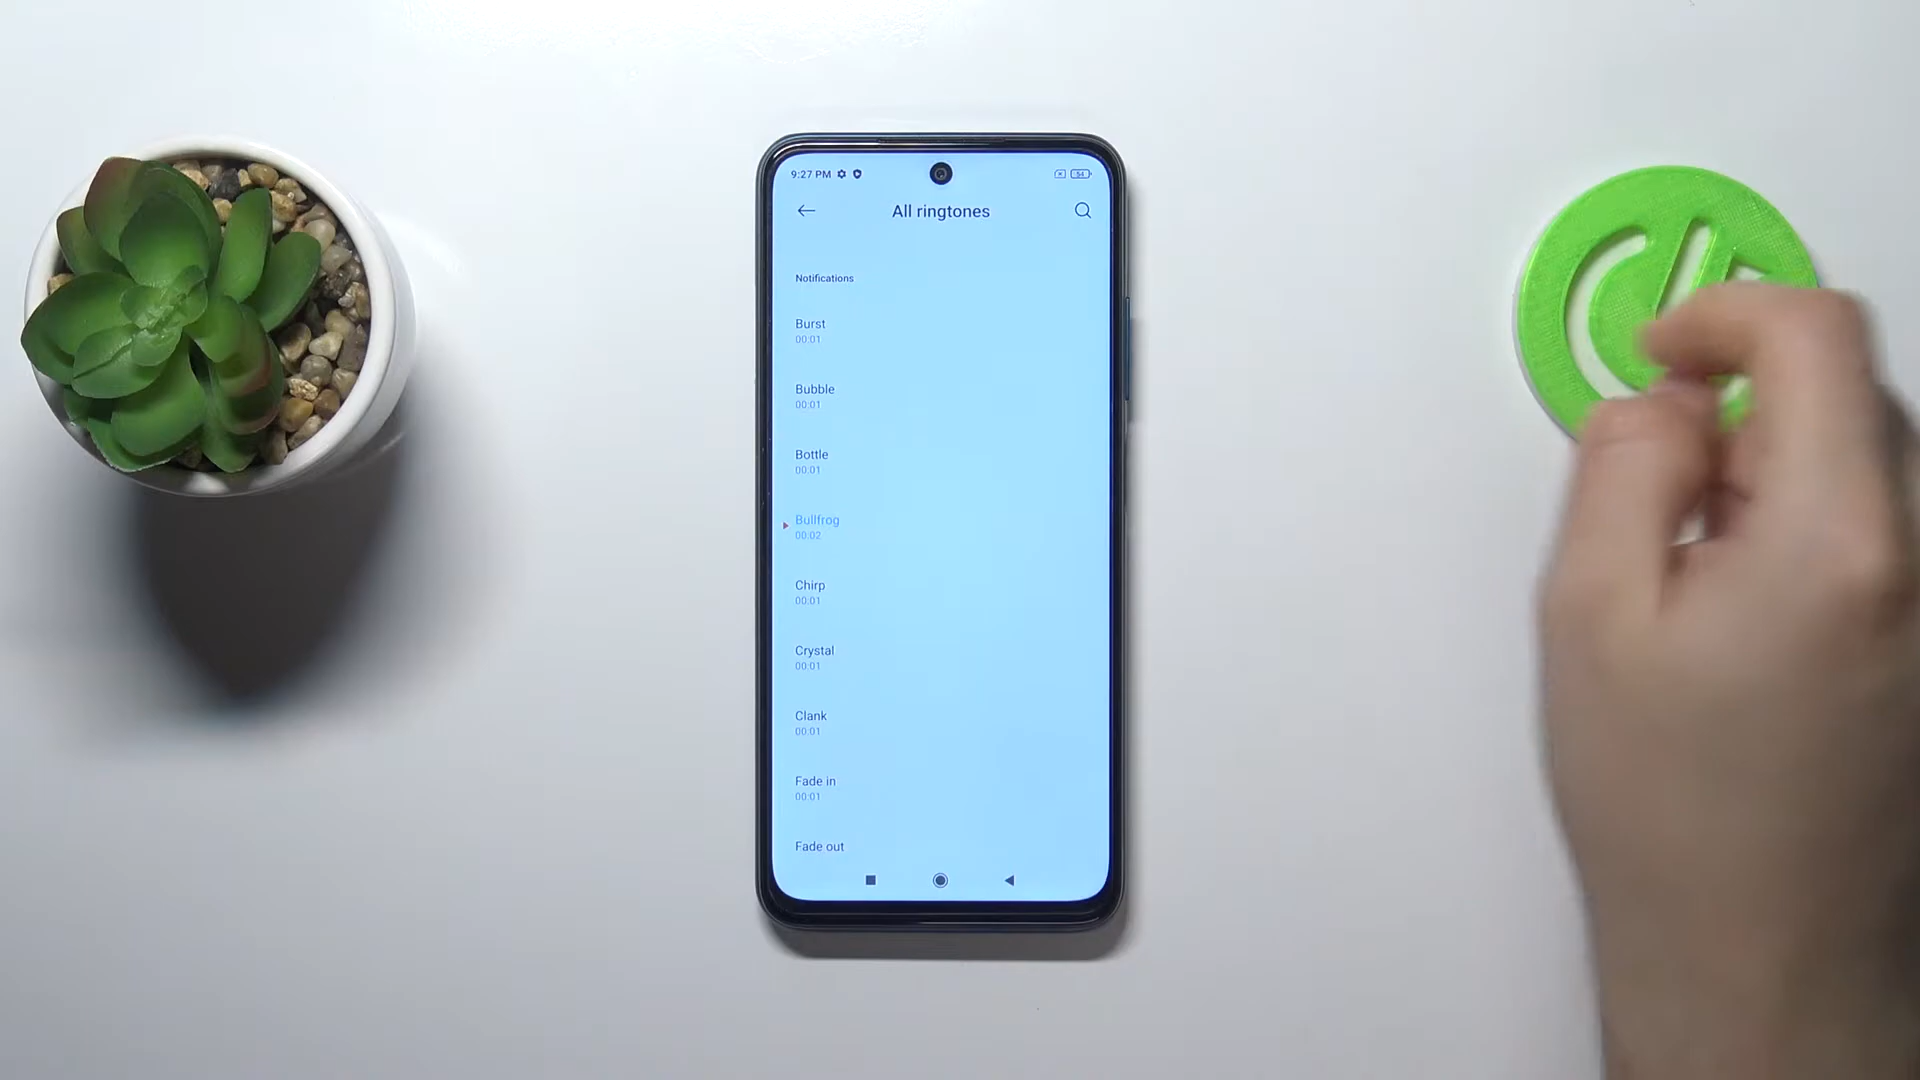 9:27 PM
54
All ringtones
Notifications
Burst
00:01
Bubble
00:01
Bottle
00:01
Bullfrog
00:02
Chirp
00:01
Crystal
00:01
Clank
00:01
Fade in
00:01
Fade out